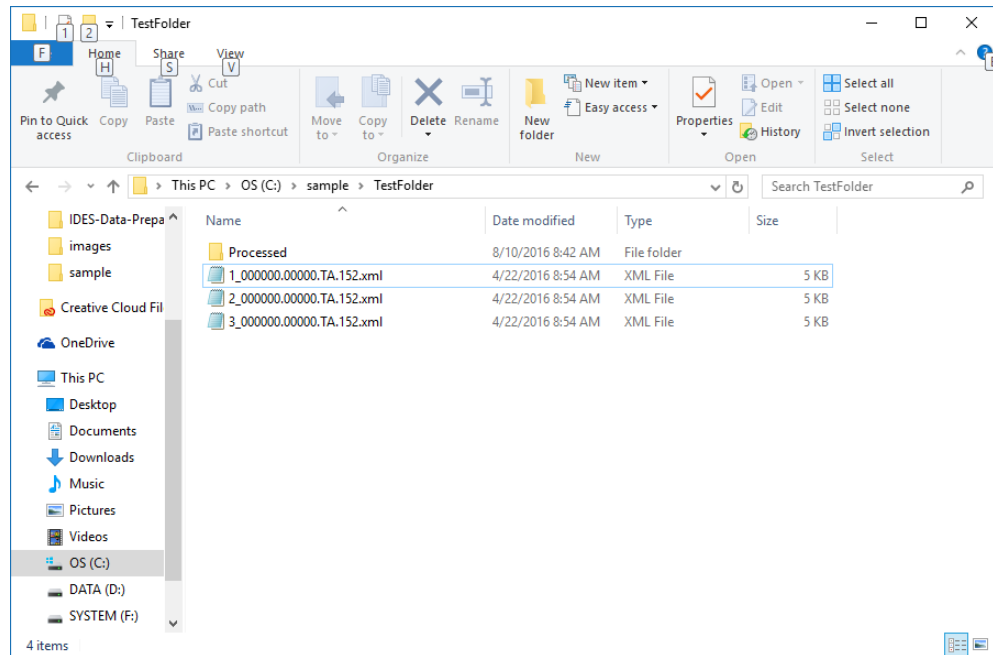 TestFolder
1 2
F Home Share View
H S V
Pin to Quick access
Copy
Paste
Cut
Copy path
Paste shortcut
Clipboard
Move to
Copy to
Delete
Rename
Organize
New folder
New item
Easy access
New
Properties
Open
Edit
History
Open
Select all
Select none
Invert selection
Select
This PC > OS (C:) > sample > TestFolder
Search TestFolder
IDES-Data-Prepa
images
sample
Creative Cloud Fil
OneDrive
This PC
Desktop
Documents
Downloads
Music
Pictures
Videos
OS (C:)
DATA (D:)
SYSTEM (F:)
Name Date modified Type Size
Processed 8/10/2016 8:42 AM File folder
1_000000.00000.TA.152.xml 4/22/2016 8:54 AM XML File 5 KB
2_000000.00000.TA.152.xml 4/22/2016 8:54 AM XML File 5 KB
3_000000.00000.TA.152.xml 4/22/2016 8:54 AM XML File 5 KB
4 items